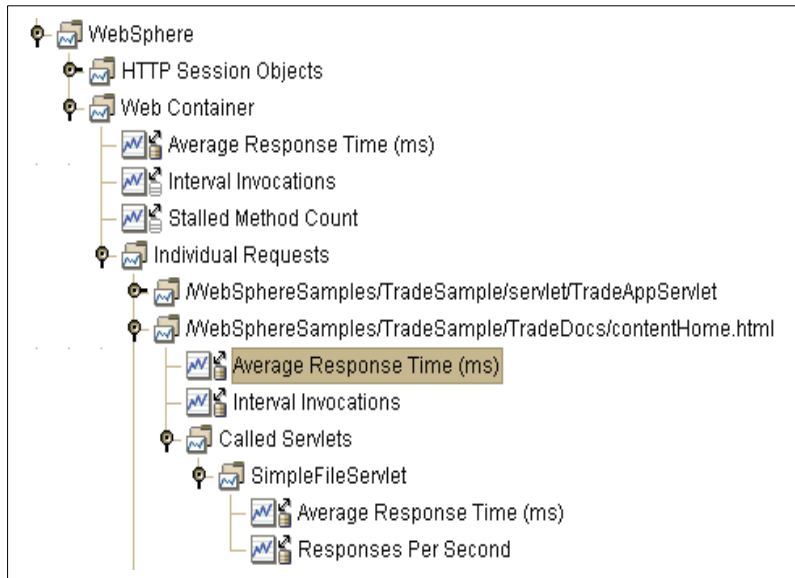 WebSphere
HTTP Session Objects
Web Container
Average Response Time (ms)
Interval Invocations
Stalled Method Count
Individual Requests
/WebSphereSamples/TradeSample/servlet/TradeAppServlet
/WebSphereSamples/TradeSample/TradeDocs/contentHome.html
Average Response Time (ms)
Interval Invocations
Called Servlets
SimpleFileServlet
Average Response Time (ms)
Responses Per Second